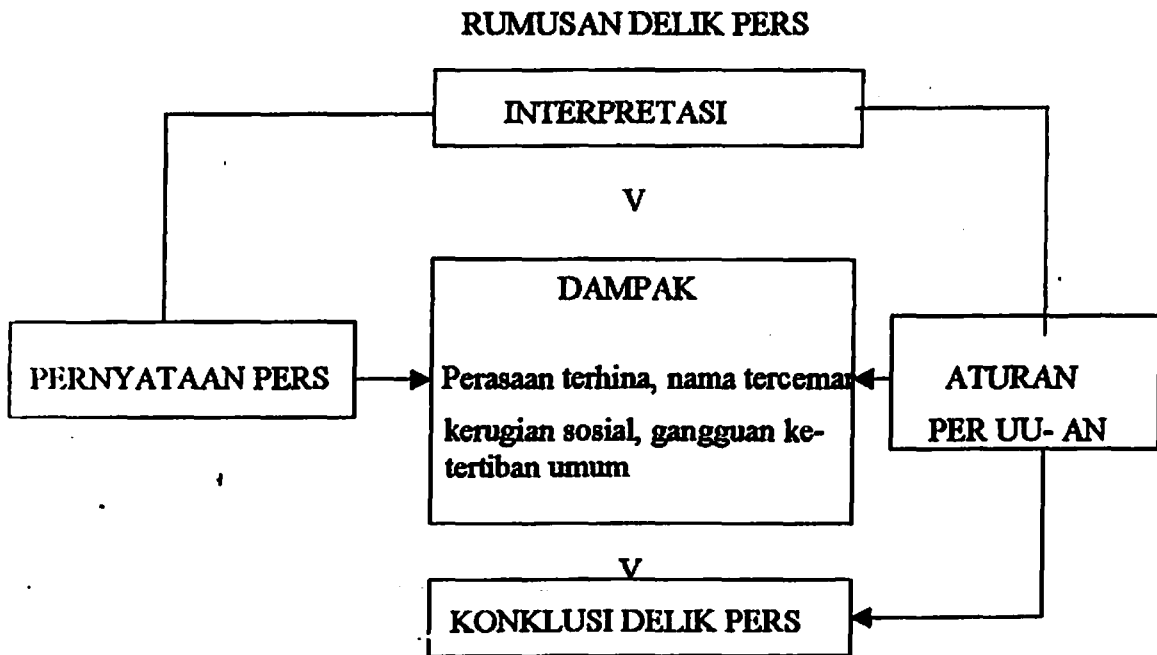 RUMUSAN DELIK PERS
INTERPRETASI
V
DAMPAK
PERNYATAAN PERS
Perasaan terhina, nama tercemar
kerugian sosial, gangguan ke-
tertiban umum
ATURAN
PER UU- AN
V
KONKLUSI DELIK PERS